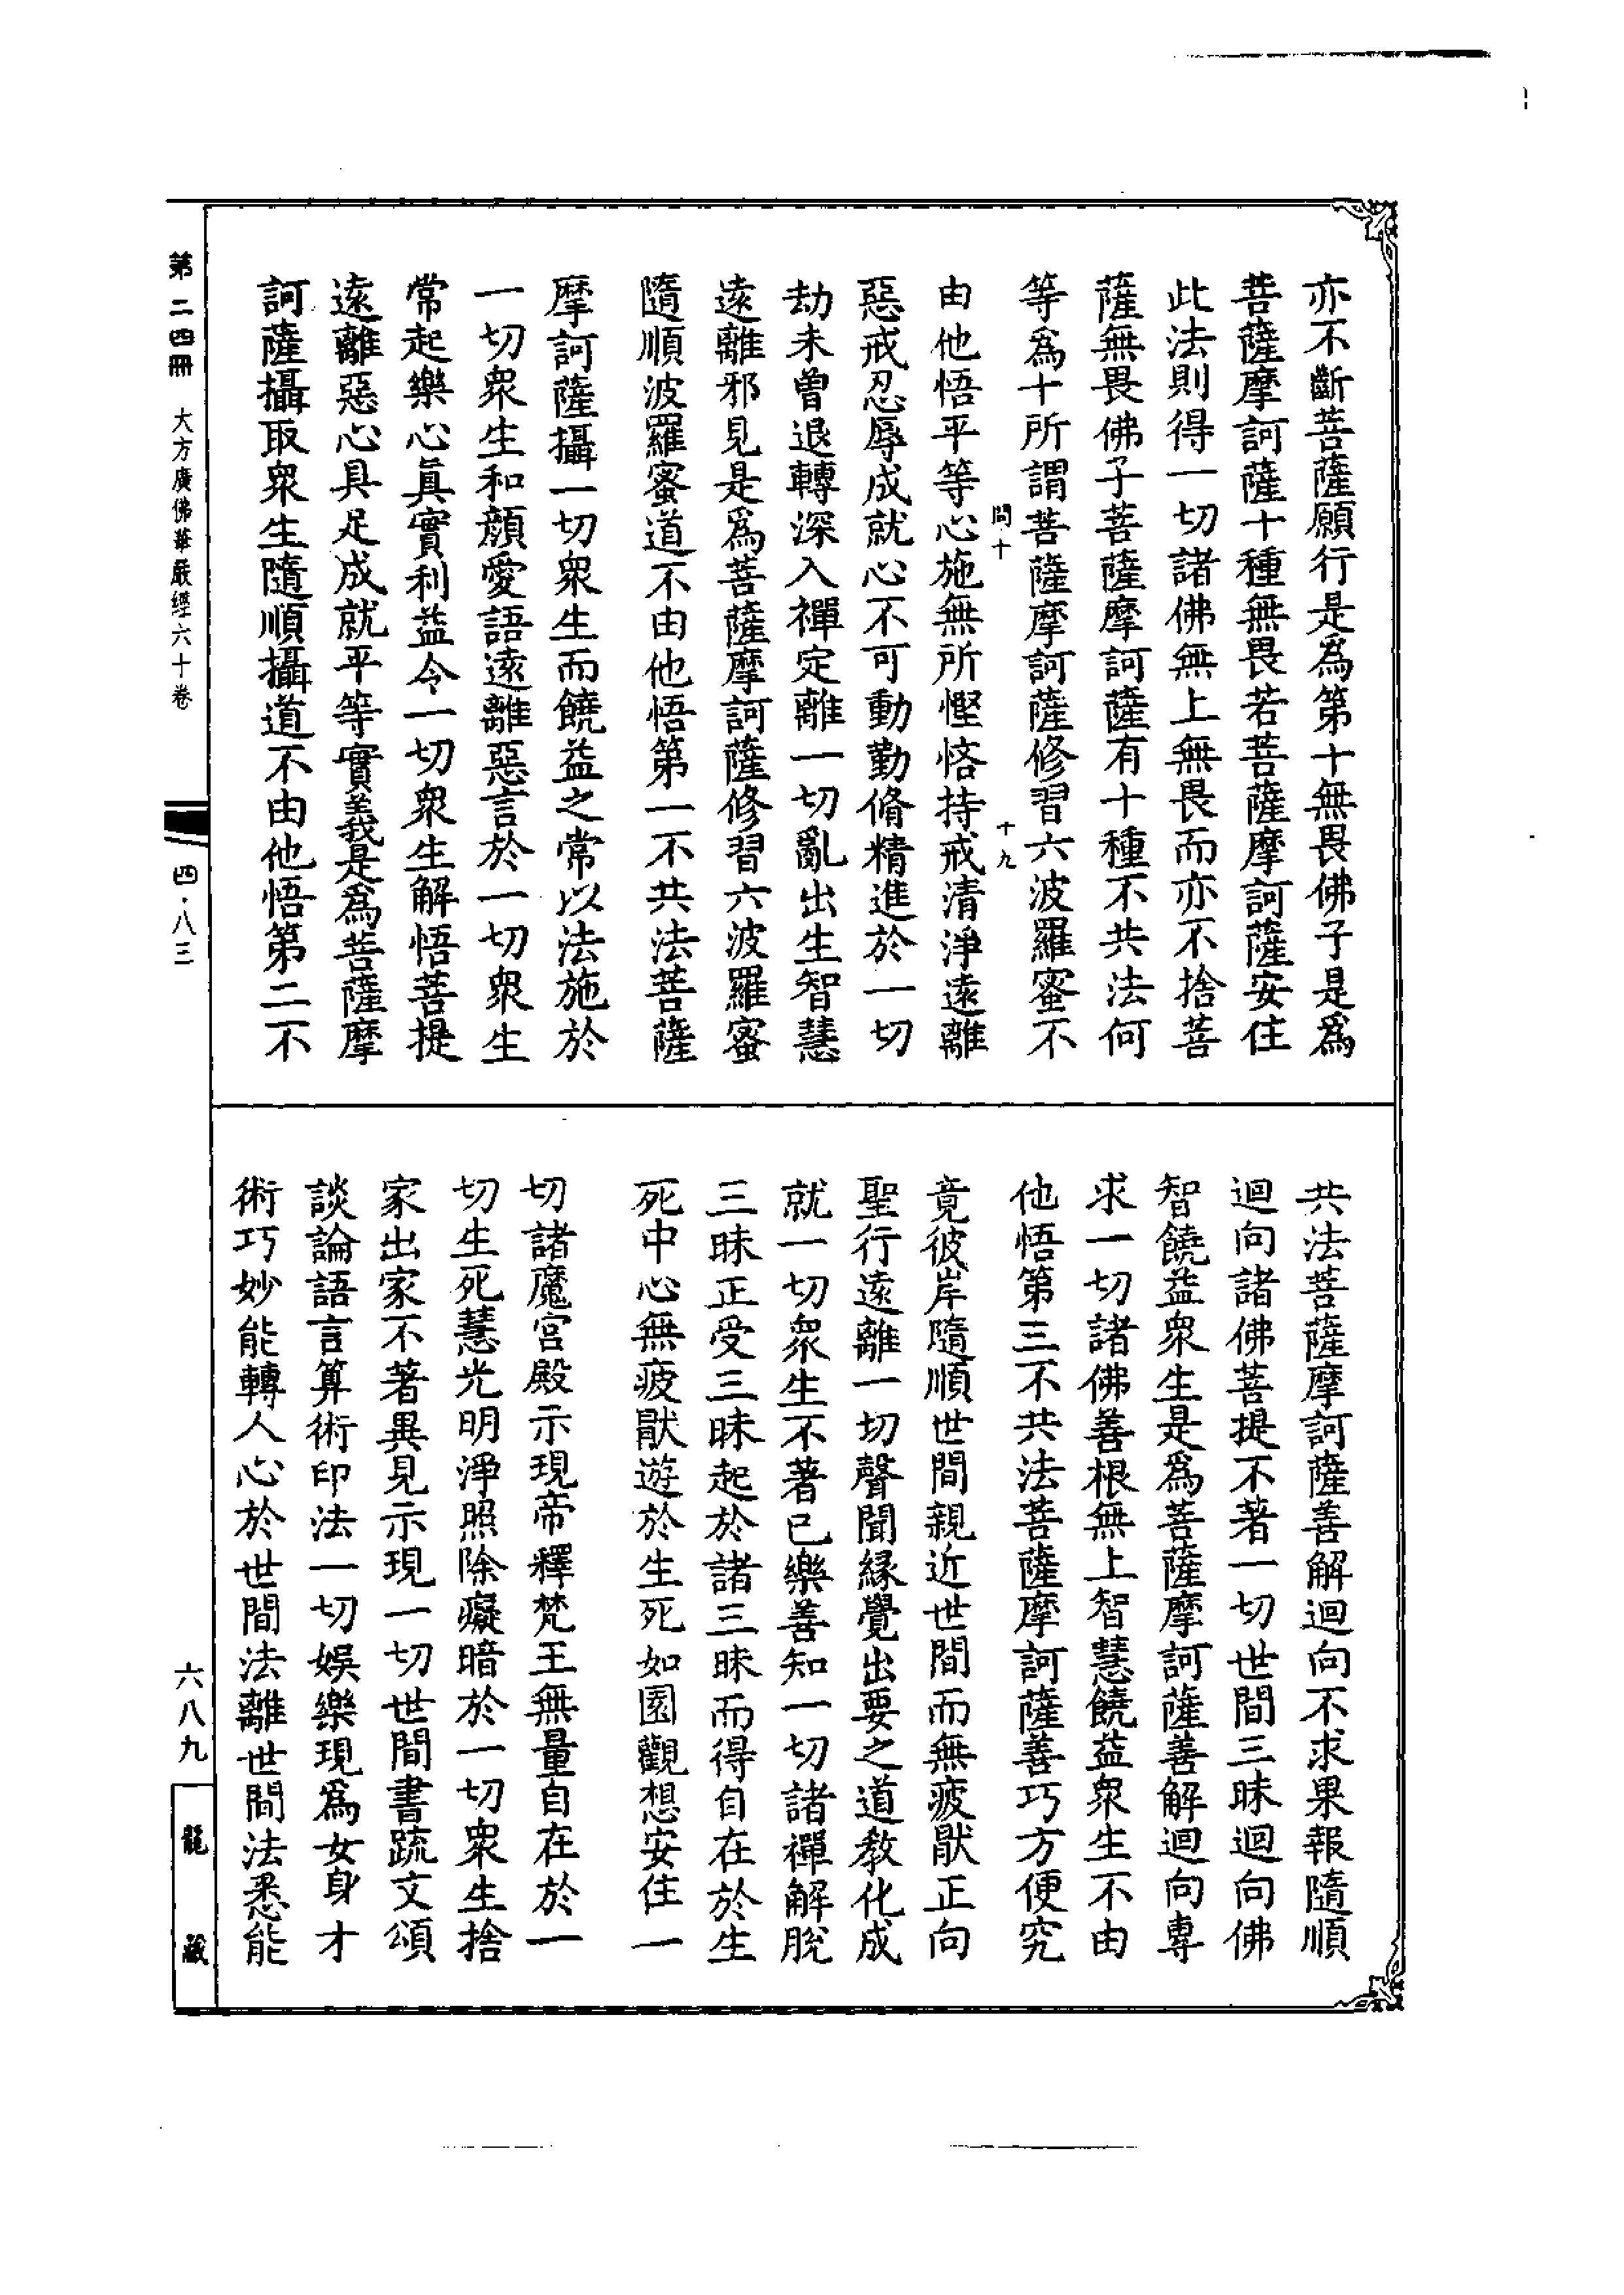 亦不斷菩薩願行是爲第十無畏佛子是爲
菩薩摩訶薩十種無畏若菩薩摩訶薩安住
此法則得一切諸佛無上無畏而亦不捨菩
薩無畏佛子菩薩摩訶薩有十種不共法何
等爲十所謂菩薩摩訶薩修習六波羅蜜不
問十 十九
由他悟平等心施無所慳悋持戒清淨遠離
惡戒忍辱成就心不可動勤脩精進於一切
劫未曾退轉深入禪定離一切亂出生智慧
遠離邪見是爲菩薩摩訶薩修習六波羅蜜
隨順波羅蜜道不由他悟第一不共法菩薩
摩訶薩攝一切衆生而饒益之常以法施於
一切衆生和顔愛語遠離惡言於一切衆生
常起樂心眞實利益令一切衆生解悟菩提
遠離惡心具足成就平等實義是爲菩薩摩
訶薩攝取衆生隨順攝道不由他悟第二不
共法菩薩摩訶薩善解迴向不求果報隨順
迴向諸佛菩提不著一切世間三昧迴向佛
智饒益衆生是爲菩薩摩訶薩善解迴向專
求一切諸佛善根無上智慧饒益衆生不由
他悟第三不共法菩薩摩訶薩善巧方便究
竟彼岸隨順世間親近世間而無疲猒正向
聖行遠離一切聲聞緣覺出要之道教化成
就一切衆生不著已樂善知一切諸禪解脫
三昧正受三昧起於諸三昧而得自在於生
死中心無疲猒遊於生死如園觀想安住一
切諸魔宮殿示現帝釋梵王無量自在於一
切生死慧光明淨照除癡暗於一切衆生捨
家出家不著異見示現一切世間書疏文頌
談論語言算術印法一切娛樂現爲女身才
術巧妙能轉人心於世間法離世間法悉能
第二四冊 大方廣佛華嚴經六十卷
四·八三
六八九
龍藏